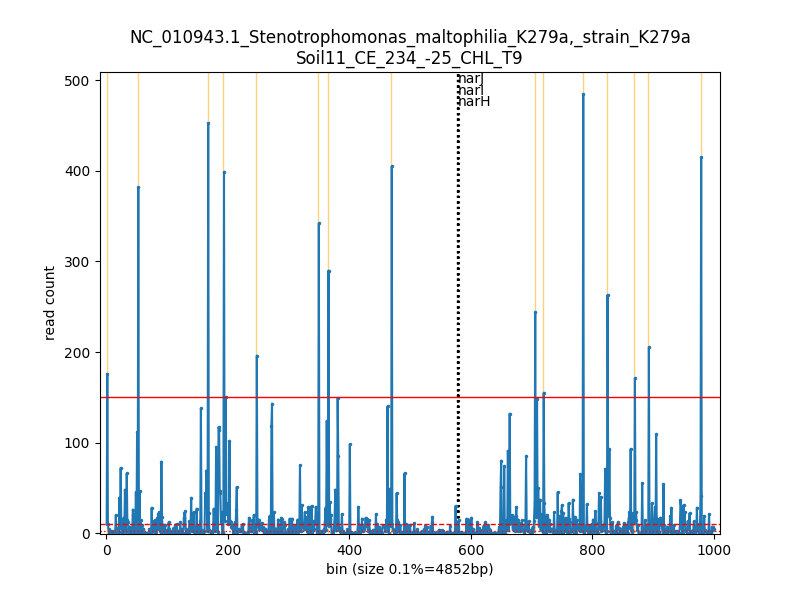 NC_010943.1_Stenotrophomonas_maltophilia_K279a,_strain_K279a
Soil11_CE_234_-25_CHL_T9
narJ
narI
narH
500
400
300
200
100
0
read count
0 200 400 600 800 1000
bin (size 0.1%=4852bp)